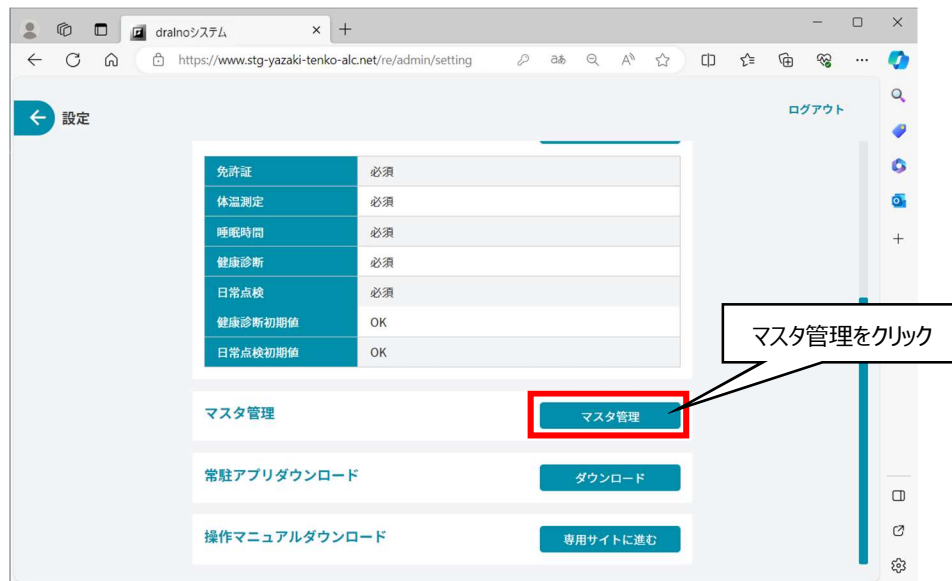 dralnoシステム
https://www.stg-yazaki-tenko-alc.net/re/admin/setting
設定
ログアウト
免許証 必須
体温測定 必須
睡眠時間 必須
健康診断 必須
日常点検 必須
健康診断初期値 OK
日常点検初期値 OK
マスタ管理をクリック
マスタ管理 マスタ管理
常駐アプリダウンロード ダウンロード
操作マニュアルダウンロード 専用サイトに進む